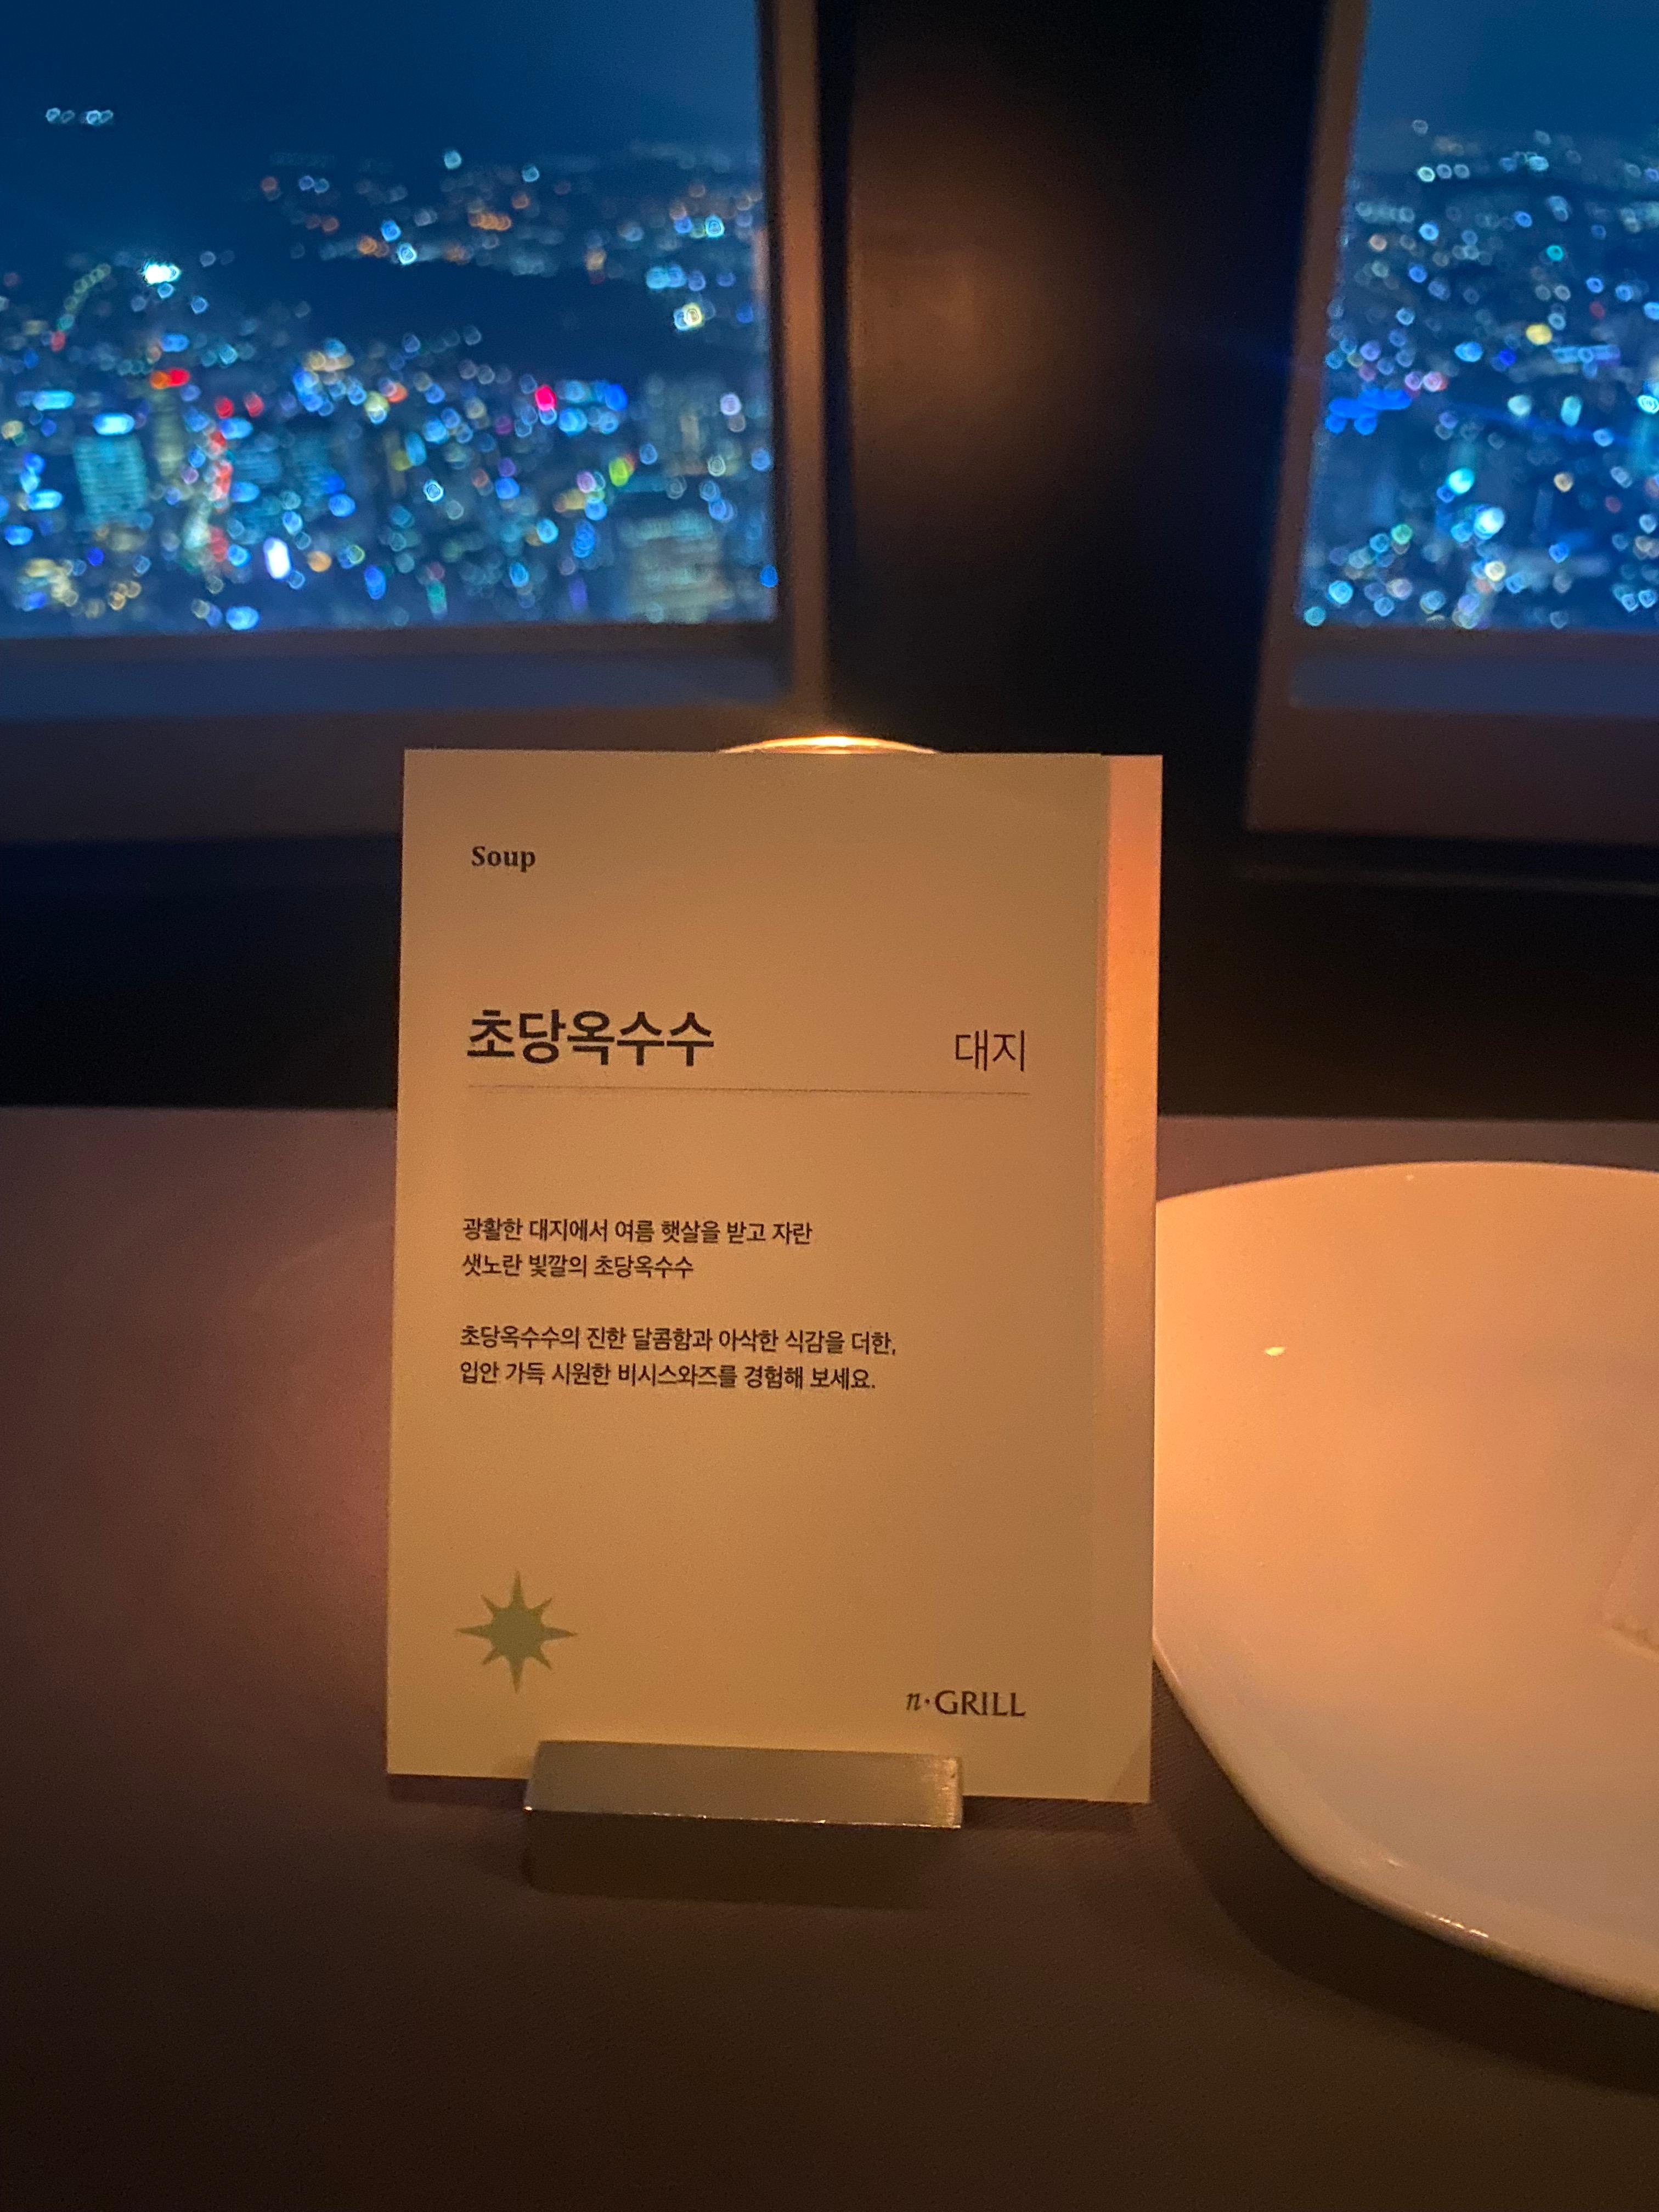 Soup
초당옥수수 대지
광활한 대지에서 여름 햇살을 받고 자란
샛노란 빛깔의 초당옥수수
초당옥수수의 진한 달콤함과 아삭한 식감을 더한,
입안 가득 시원한 비시스와즈를 경험해 보세요.
n·GRILL